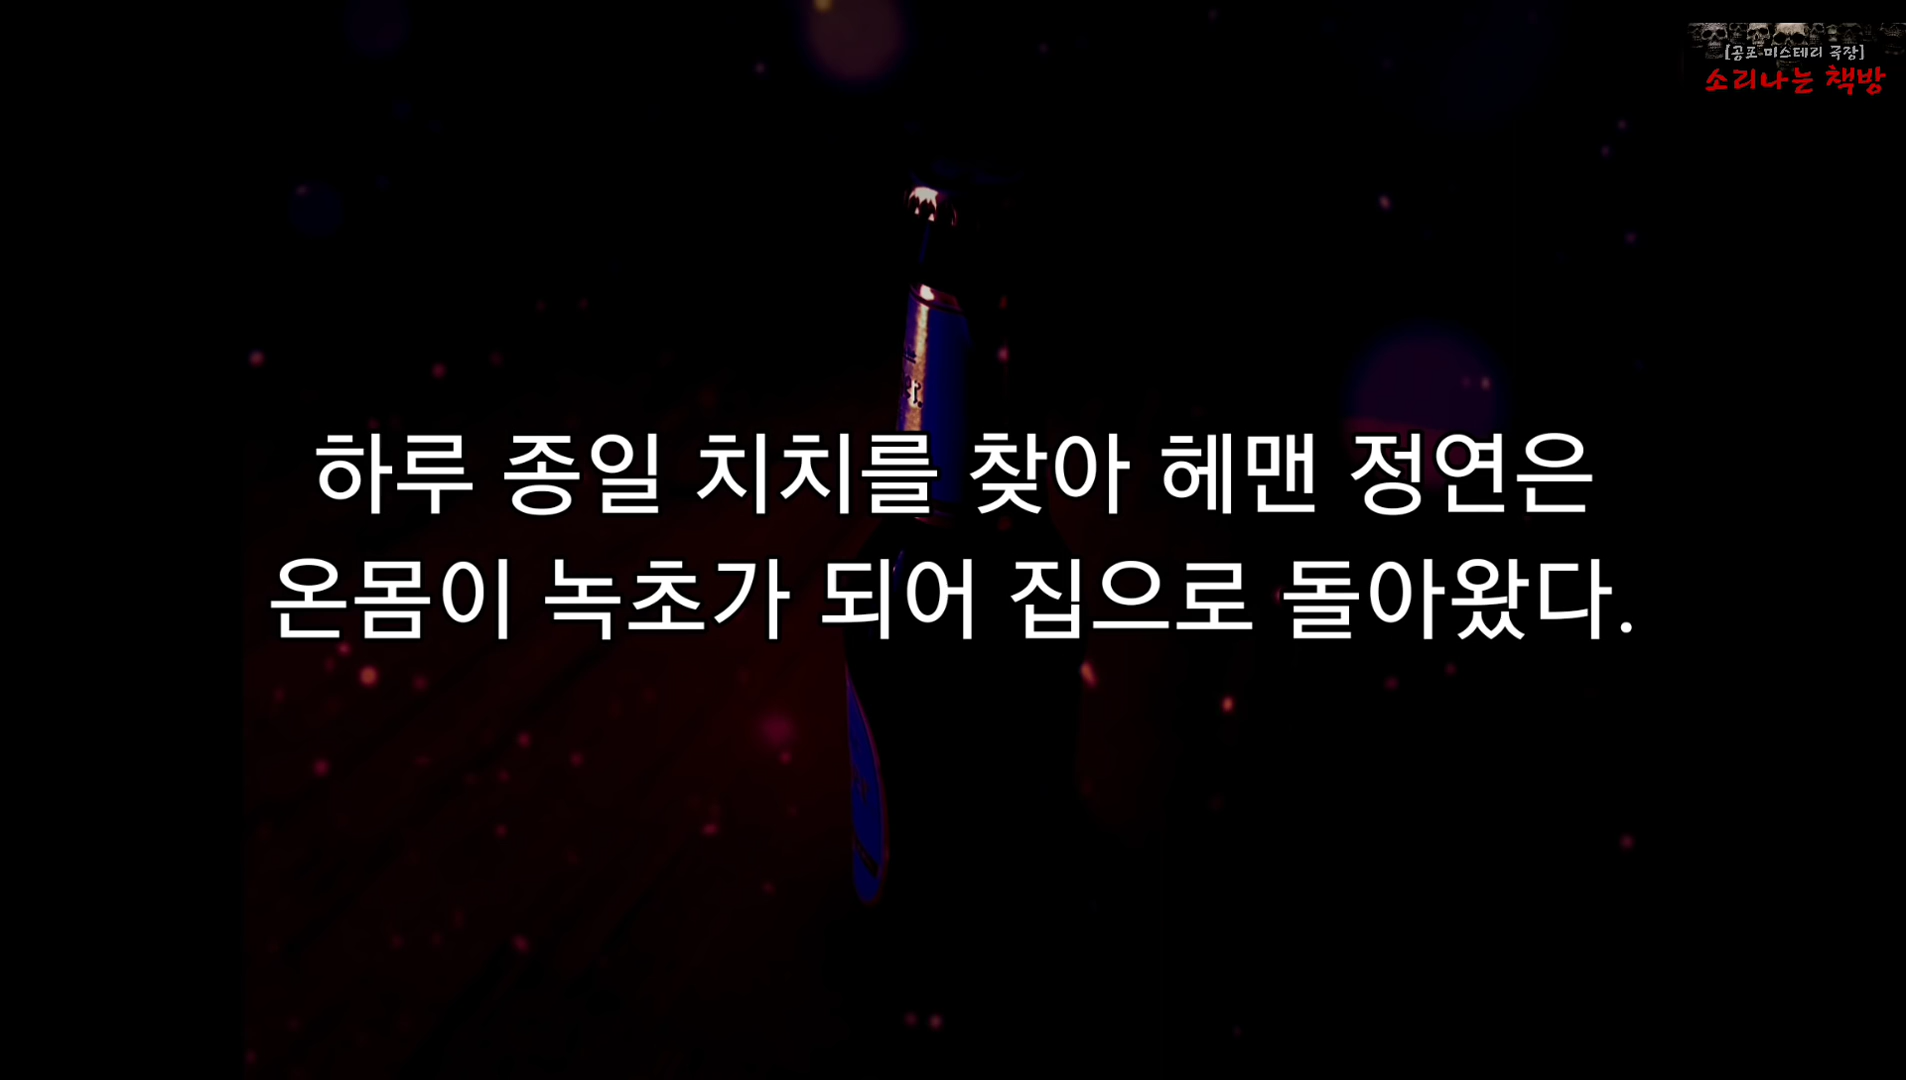 [공포 미스테리 극장]
소리나는 책방
하루 종일 치치를 찾아 헤맨 정연은
온몸이 녹초가 되어 집으로 돌아왔다.